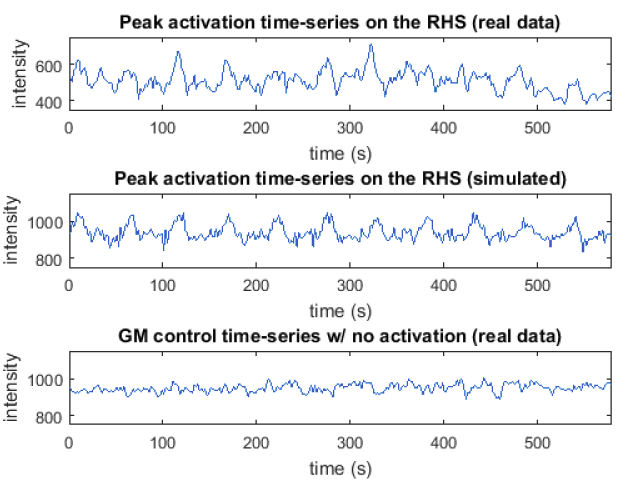 Peak activation time-series on the RHS (real data)
intensity
600
400
0 100 200 300 400 500
time (s)
Peak activation time-series on the RHS (simulated)
intensity
1000
800
0 100 200 300 400 500
time (s)
GM control time-series w/ no activation (real data)
intensity
1000
800
0 100 200 300 400 500
time (s)